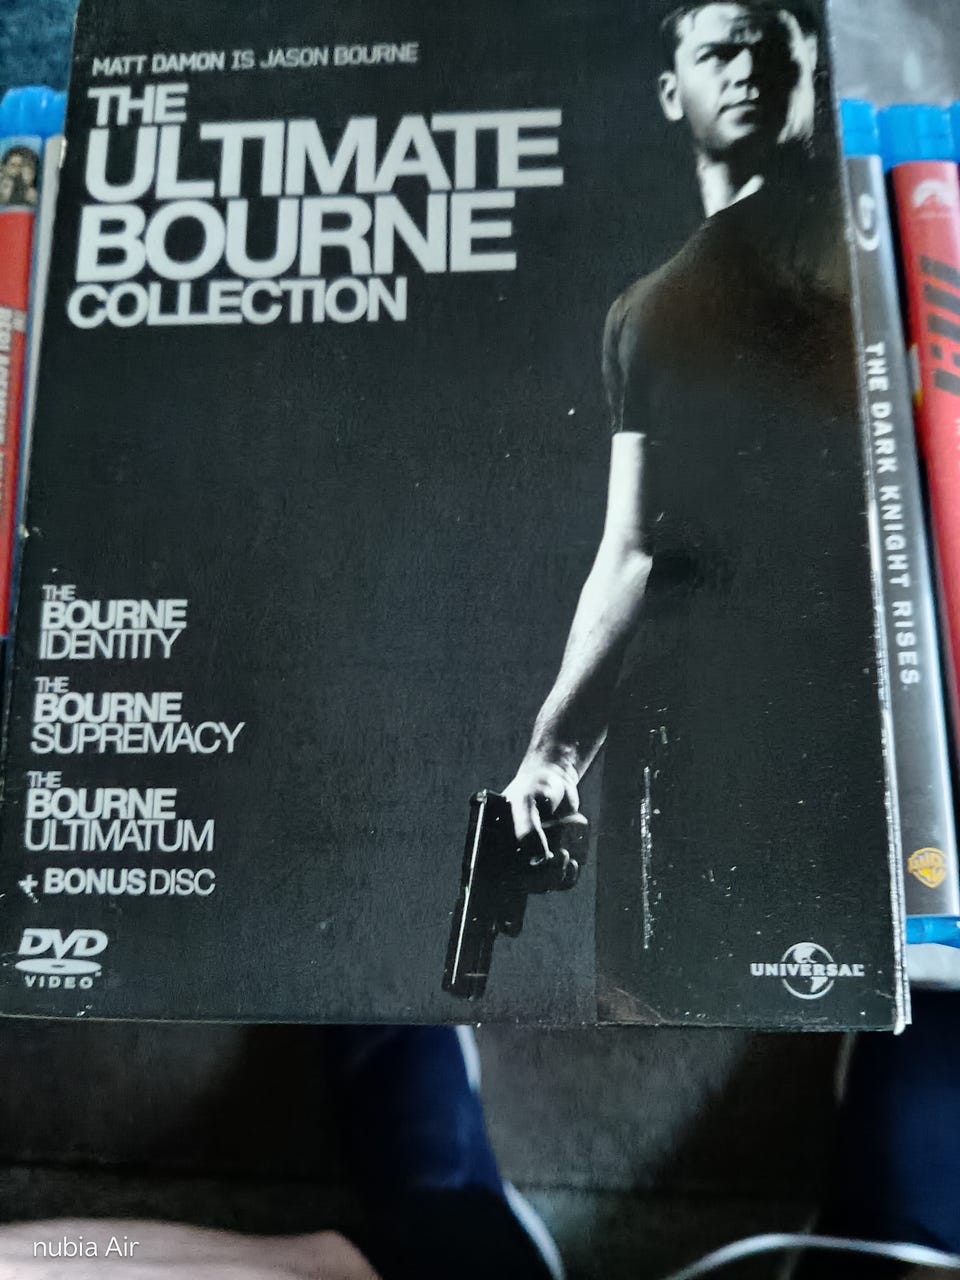 MATT DAMON IS JASON BOURNE
THE
ULTIMATE
BOURNE
COLLECTION
THE
BOURNE
IDENTITY
THE
BOURNE
SUPREMACY
THE
BOURNE
ULTIMATUM
+ BONUS DISC
DVD
VIDEO
UNIVERSAL
THE DARK KNIGHT RISES
nubia Air